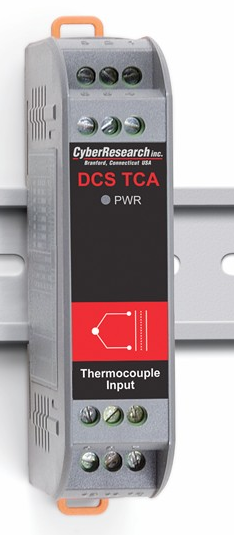 CyberResearch inc.
Branford, Connecticut USA
DCS TCA
PWR
Thermocouple
Input